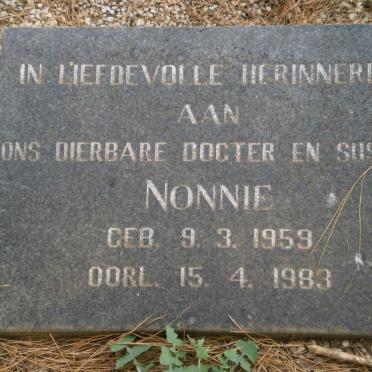 IN LIEFDEVOLLE HERINNERI
AAN
ONS DIERBARE DOGTER EN SUS
NONNIE
GEB. 9. 3. 1959
OORL. 15. 4. 1983